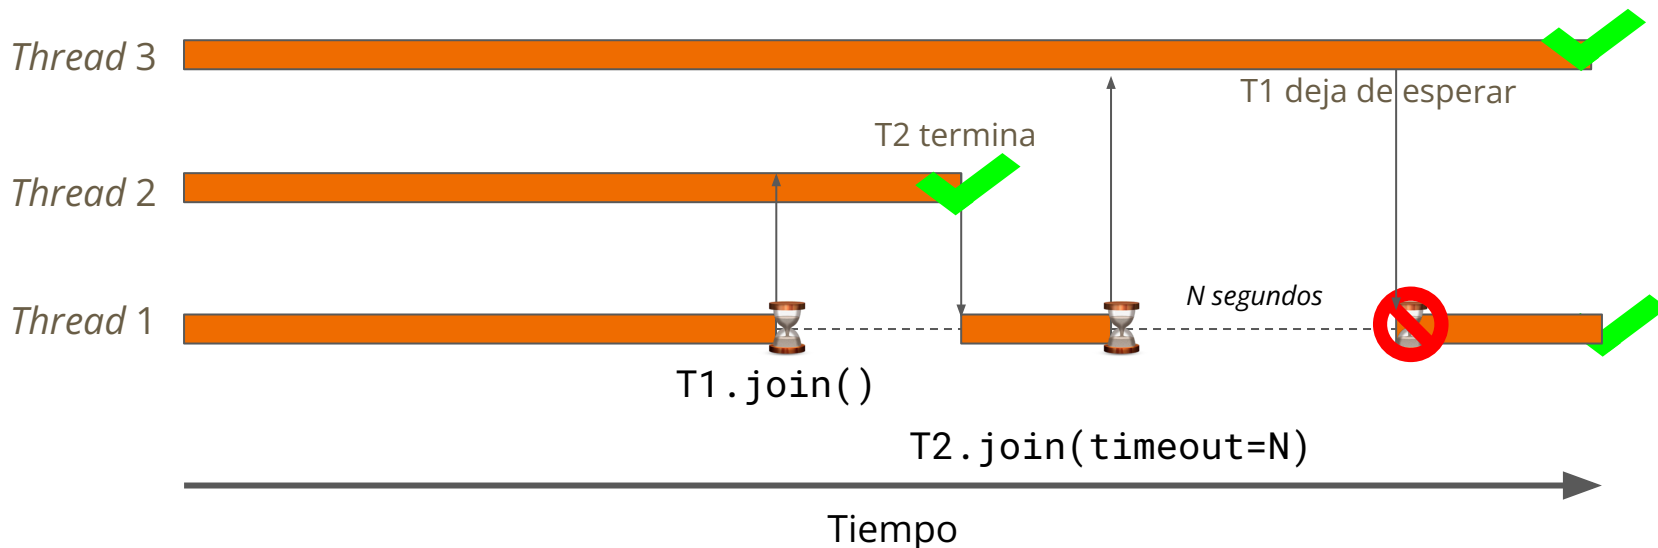 Thread 3
T1 deja de esperar
T2 termina
Thread 2
N segundos
Thread 1
T1.join()
T2.join(timeout=N)
Tiempo